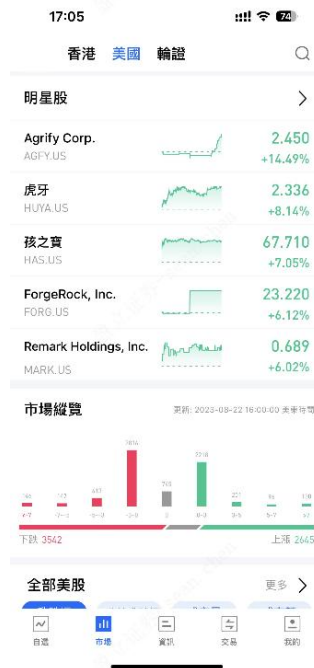 17:05
74
香港 美國 輪證
明星股
Agrify Corp.
AGFY.US
2.450
+14.49%
虎牙
HUYA.US
2.336
+8.14%
孩之寶
HAS.US
67.710
+7.05%
ForgeRock, Inc.
FORG.US
23.220
+6.12%
Remark Holdings, Inc.
MARK.US
0.689
+6.02%
市場縱覽
更新: 2023-08-22 16:00:00 美東時間
下跌 3542
上漲 2645
全部美股
更多
自選 市場 資訊 交易 我的